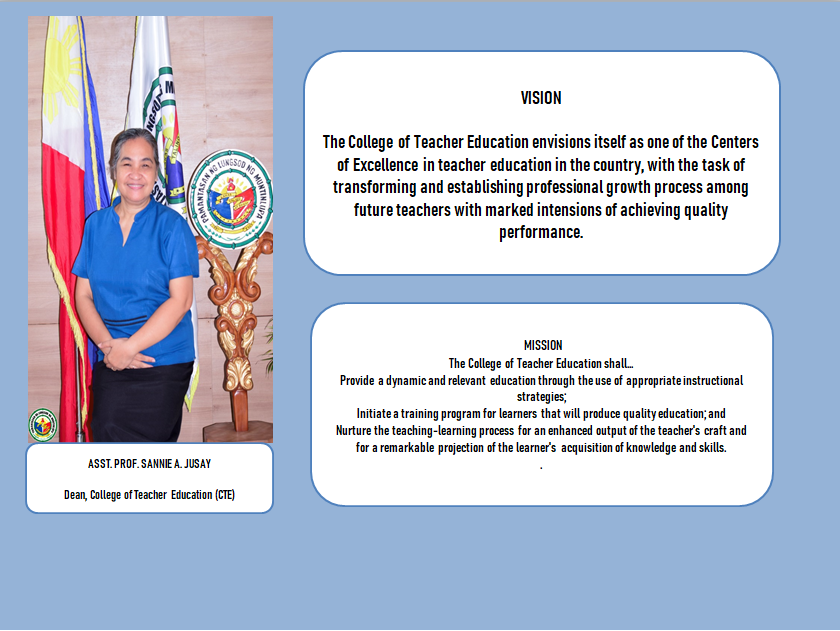 PAMANTASAN NG LUNGSOD NG MUNTINLUPA
ASST. PROF. SANNIE A. JUSAY
Dean, College of Teacher Education (CTE)
VISION
The College of Teacher Education envisions itself as one of the Centers
of Excellence in teacher education in the country, with the task of
transforming and establishing professional growth process among
future teachers with marked intensions of achieving quality
performance.
MISSION
The College of Teacher Education shall...
Provide a dynamic and relevant education through the use of appropriate instructional
strategies;
Initiate a training program for learners that will produce quality education; and
Nurture the teaching-learning process for an enhanced output of the teacher's craft and
for a remarkable projection of the learner's acquisition of knowledge and skills.
.